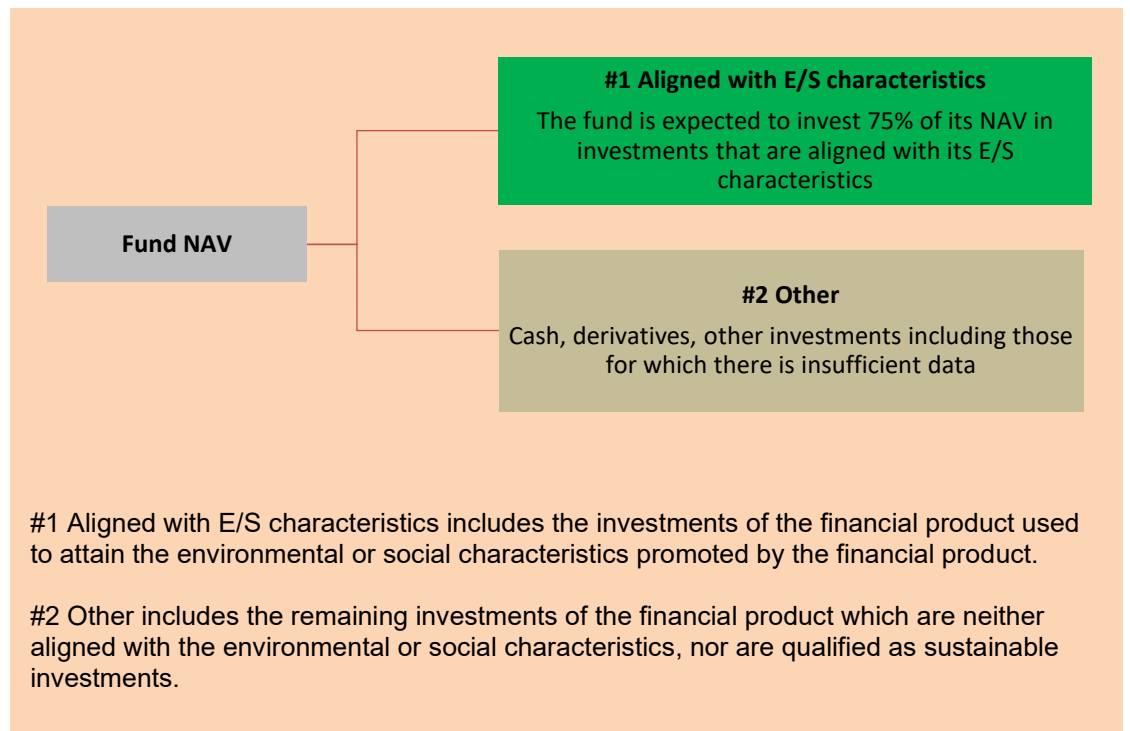 #1 Aligned with E/S characteristics
The fund is expected to invest 75% of its NAV in
investments that are aligned with its E/S
characteristics
Fund NAV
#2 Other
Cash, derivatives, other investments including those
for which there is insufficient data
#1 Aligned with E/S characteristics includes the investments of the financial product used
to attain the environmental or social characteristics promoted by the financial product.
#2 Other includes the remaining investments of the financial product which are neither
aligned with the environmental or social characteristics, nor are qualified as sustainable
investments.